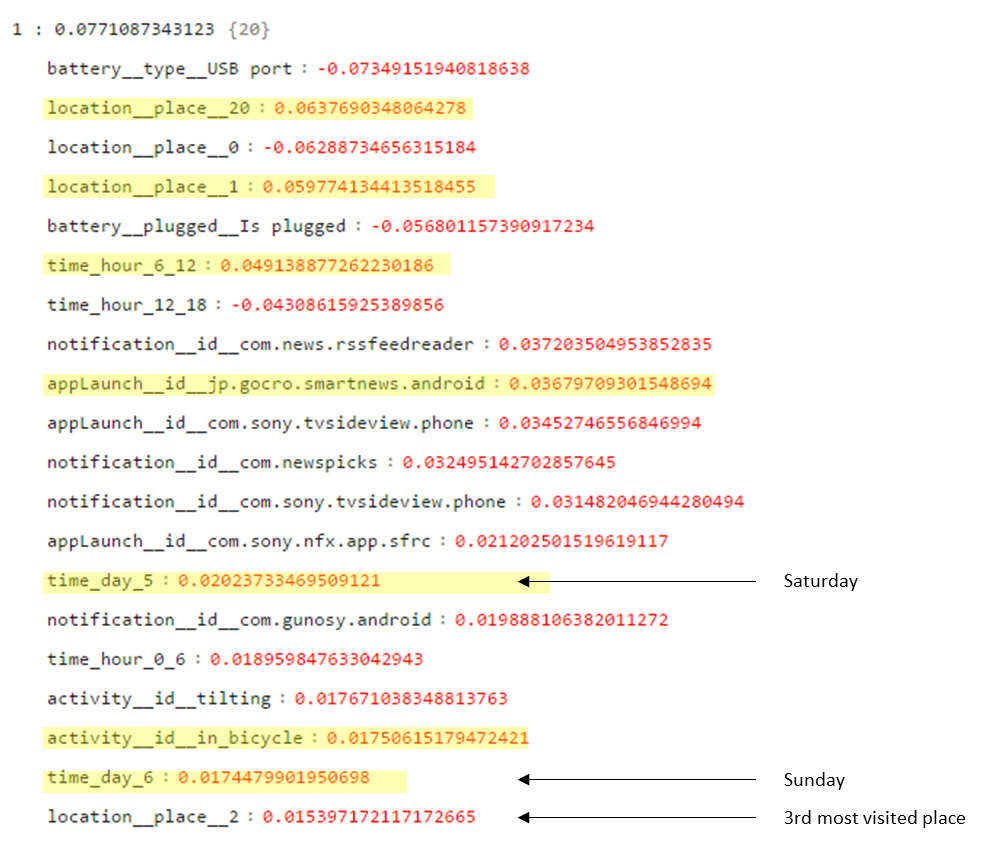 1 : 0.0771087343123 {20}
battery__type__USB port : -0.07349151940818638
location__place__20 : 0.0637690348064278
location__place__0 : -0.06288734656315184
location__place__1 : 0.059774134413518455
battery__plugged__Is plugged : -0.056801157390917234
time_hour_6_12 : 0.049138877262230186
time_hour_12_18 : -0.04308615925389856
notification__id__com.news.rssfeedreader : 0.037203504953852835
appLaunch__id__jp.gocro.smartnews.android : 0.03679709301548694
appLaunch__id__com.sony.tvsideview.phone : 0.03452746556846994
notification__id__com.newspicks : 0.032495142702857645
notification__id__com.sony.tvsideview.phone : 0.031482046944280494
appLaunch__id__com.sony.nfx.app.sfrc : 0.021202501519619117
time_day_5 : 0.02023733469509121 Saturday
notification__id__com.gunosy.android : 0.019888106382011272
time_hour_0_6 : 0.018959847633042943
activity__id__tilting : 0.017671038348813763
activity__id__in_bicycle : 0.01750615179472421
time_day_6 : 0.0174479901950698 Sunday
location__place__2 : 0.015397172117172665 3rd most visited place